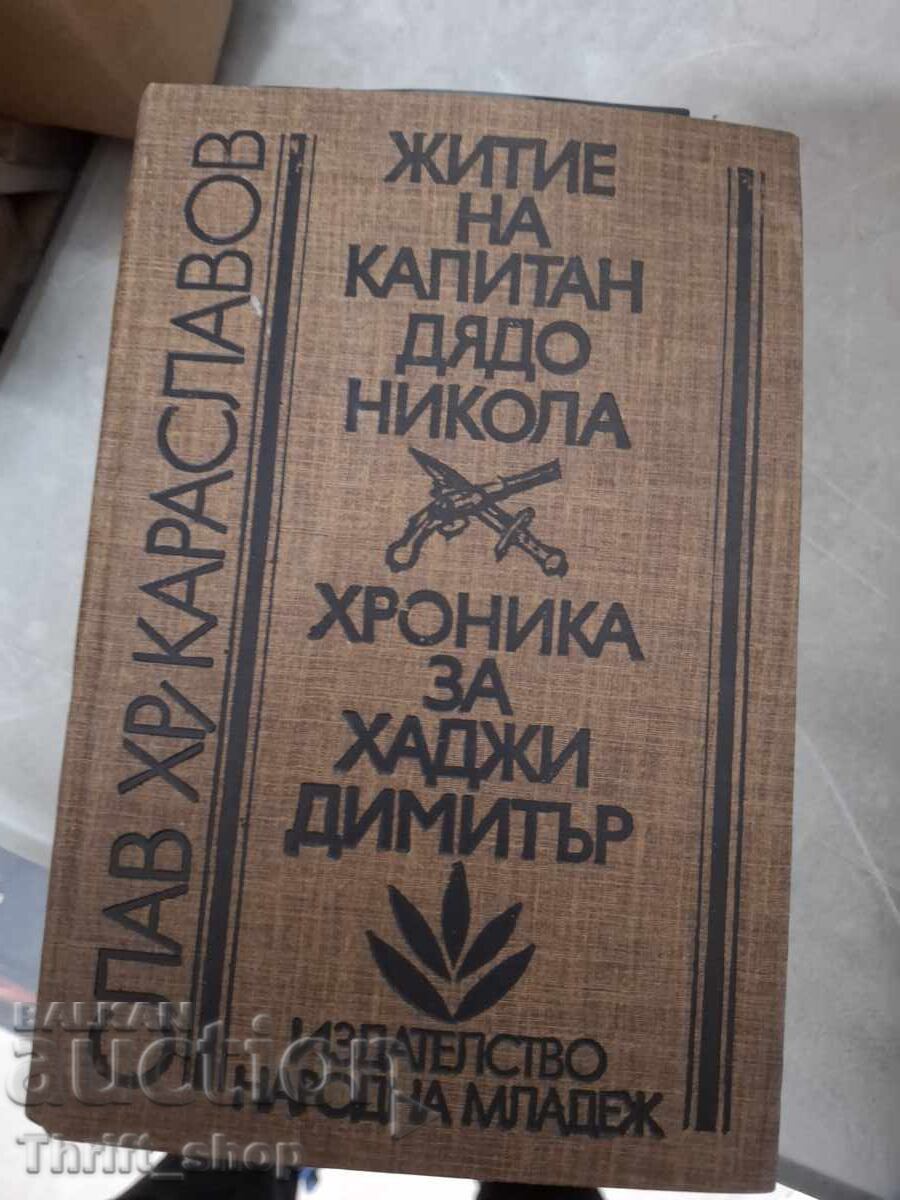 СЛАВ ХР. КАРАСЛАВОВ
ЖИТИЕ
НА
КАПИТАН
ДЯДО
НИКОЛА
ХРОНИКА
ЗА
ХАДЖИ
ДИМИТЪР
ИЗДАТЕЛСТВО
НАРОДНА МЛАДЕЖ
BALKAN
auction
Thrift_shop